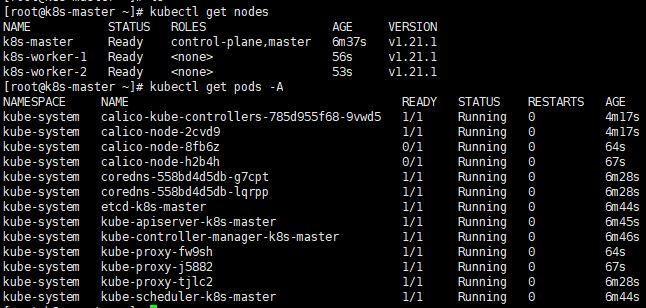 [root@k8s-master ~]# kubectl get nodes
NAME STATUS ROLES AGE VERSION
k8s-master Ready control-plane,master 6m37s v1.21.1
k8s-worker-1 Ready <none> 56s v1.21.1
k8s-worker-2 Ready <none> 53s v1.21.1
[root@k8s-master ~]# kubectl get pods -A
NAMESPACE NAME READY STATUS RESTARTS AGE
kube-system calico-kube-controllers-785d955f68-9vwd5 1/1 Running 0 4m17s
kube-system calico-node-2cvd9 1/1 Running 0 4m17s
kube-system calico-node-8fb6z 0/1 Running 0 64s
kube-system calico-node-h2b4h 0/1 Running 0 67s
kube-system coredns-558bd4d5db-g7cpt 1/1 Running 0 6m28s
kube-system coredns-558bd4d5db-lqrpp 1/1 Running 0 6m28s
kube-system etcd-k8s-master 1/1 Running 0 6m44s
kube-system kube-apiserver-k8s-master 1/1 Running 0 6m45s
kube-system kube-controller-manager-k8s-master 1/1 Running 0 6m46s
kube-system kube-proxy-fw9sh 1/1 Running 0 64s
kube-system kube-proxy-j5882 1/1 Running 0 67s
kube-system kube-proxy-tjlc2 1/1 Running 0 6m28s
kube-system kube-scheduler-k8s-master 1/1 Running 0 6m44s